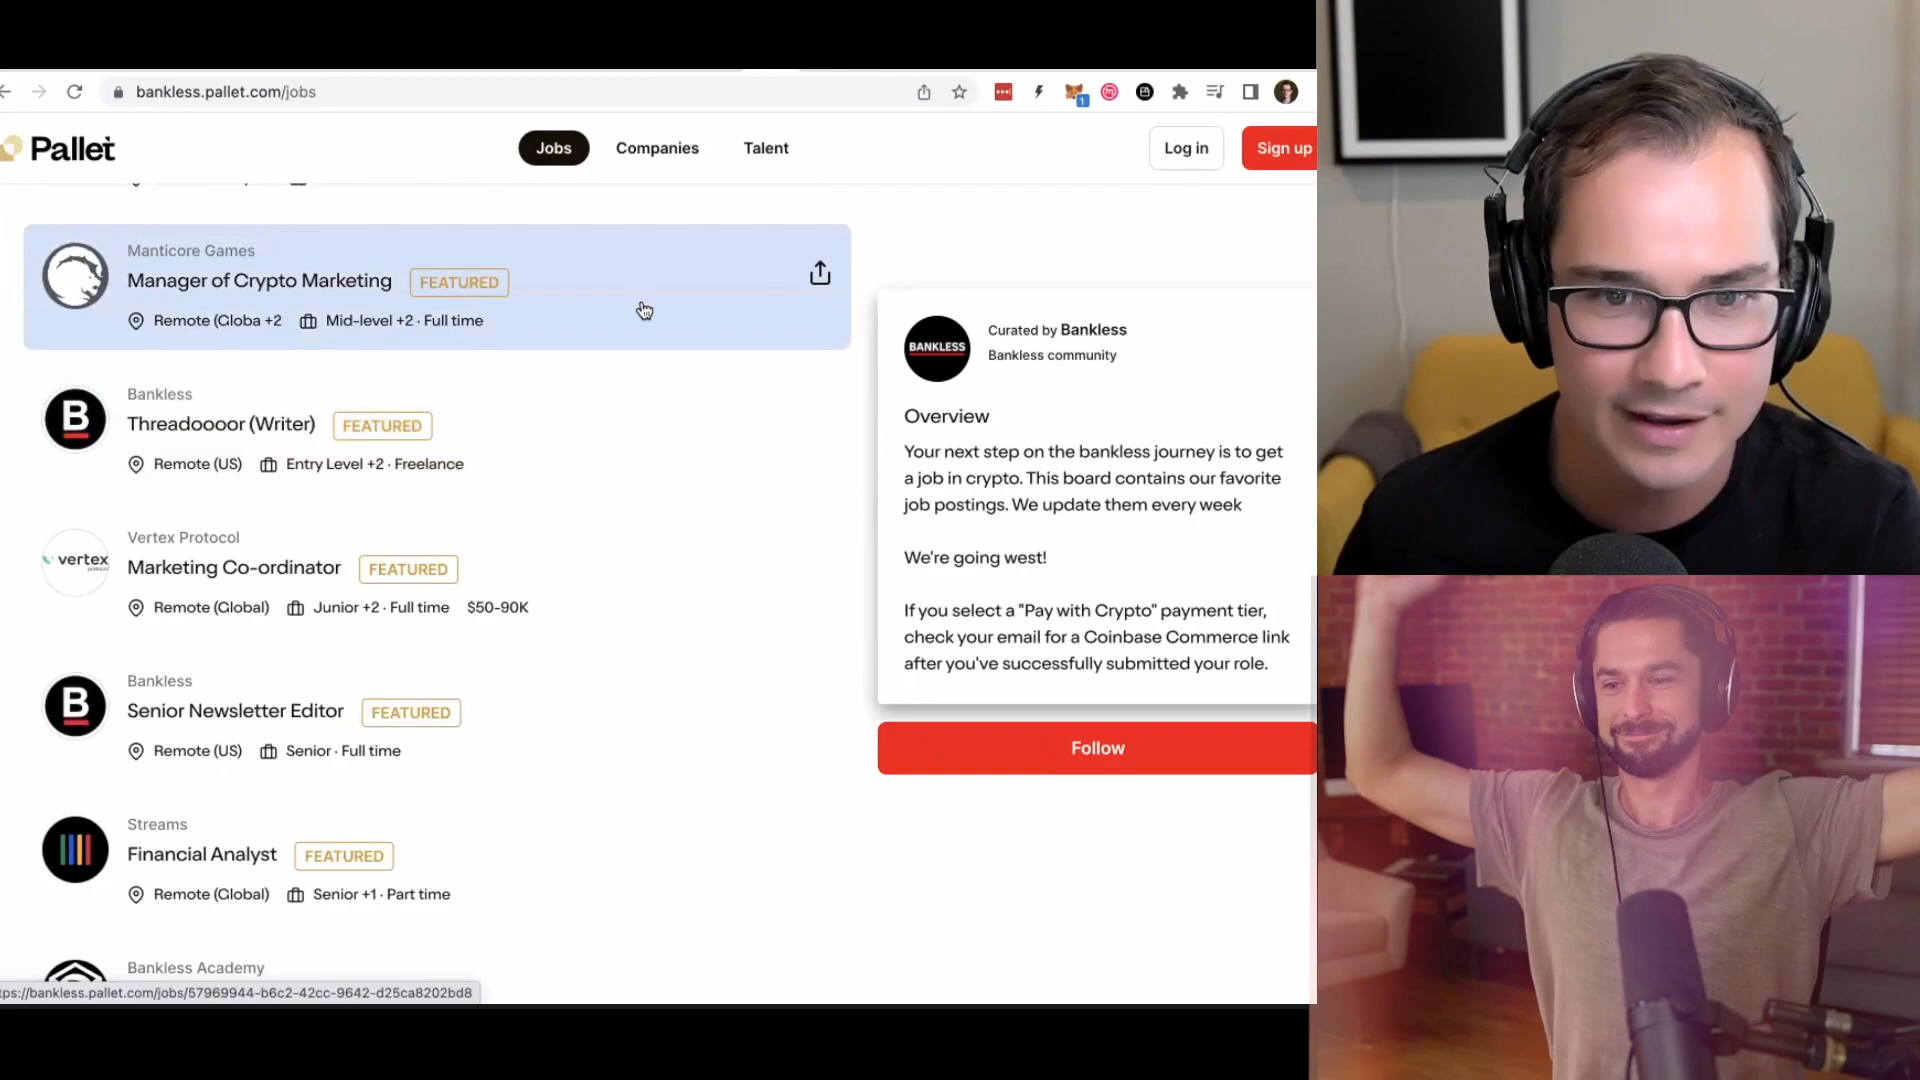 bankless.pallet.com/jobs
1
Pallet
Jobs
Companies
Talent
Log in
Sign up
Manticore Games
Manager of Crypto Marketing
FEATURED
Remote (Globa +2
Mid-level +2 · Full time
Bankless
Threadoooor (Writer)
FEATURED
Remote (US)
Entry Level +2 · Freelance
vertex
Vertex Protocol
Marketing Co-ordinator
FEATURED
Remote (Global)
Junior +2 · Full time
$50-90K
B
Bankless
Senior Newsletter Editor
FEATURED
Remote (US)
Senior · Full time
Streams
Financial Analyst
FEATURED
Remote (Global)
Senior +1 · Part time
Bankless Academy
tps://bankless.pallet.com/jobs/57969944-b6c2-42cc-9642-d25ca8202bd8
BANKLESS
Curated by Bankless
Bankless community
Overview
Your next step on the bankless journey is to get
a job in crypto. This board contains our favorite
job postings. We update them every week
We're going west!
If you select a "Pay with Crypto" payment tier,
check your email for a Coinbase Commerce link
after you've successfully submitted your role.
Follow